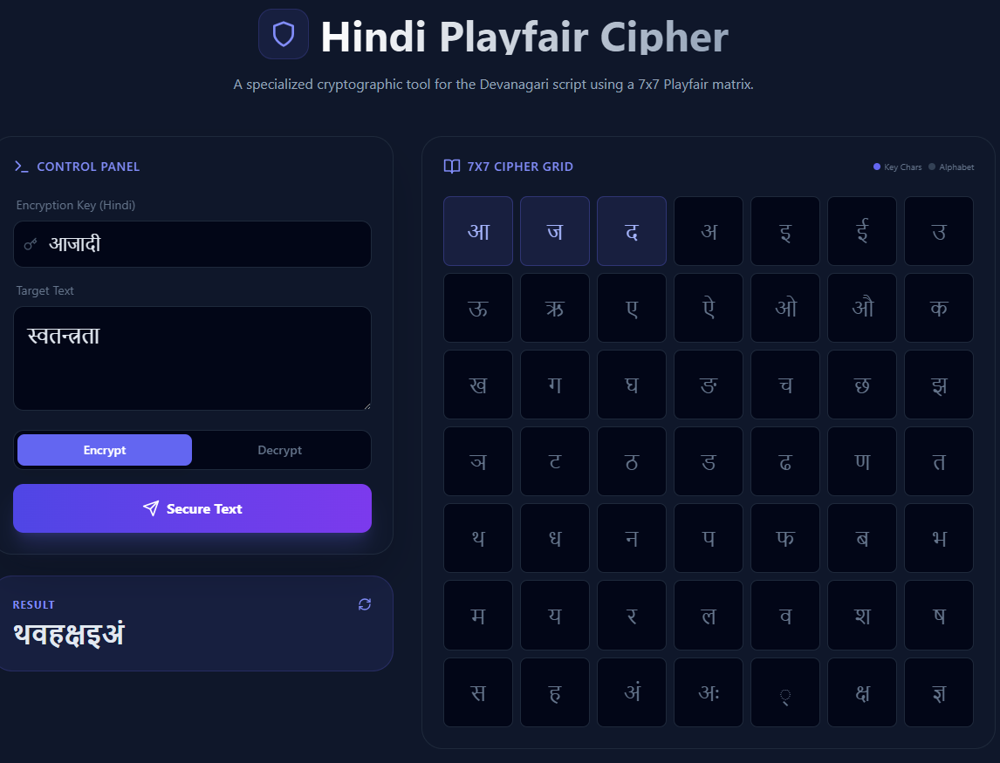 Hindi Playfair Cipher
A specialized cryptographic tool for the Devanagari script using a 7x7 Playfair matrix.
CONTROL PANEL
Encryption Key (Hindi)
आजादी
Target Text
स्वतन्त्रता
Encrypt Decrypt
Secure Text
RESULT
थवहक्षइअं
7X7 CIPHER GRID
Key Chars Alphabet
आ ज द अ इ ई उ
ऊ ऋ ए ऐ ओ औ क
ख ग घ ङ च छ झ
ञ ट ठ ड ढ ण त
थ ध न प फ ब भ
म य र ल व श ष
स ह अं अः ् क्ष ज्ञ